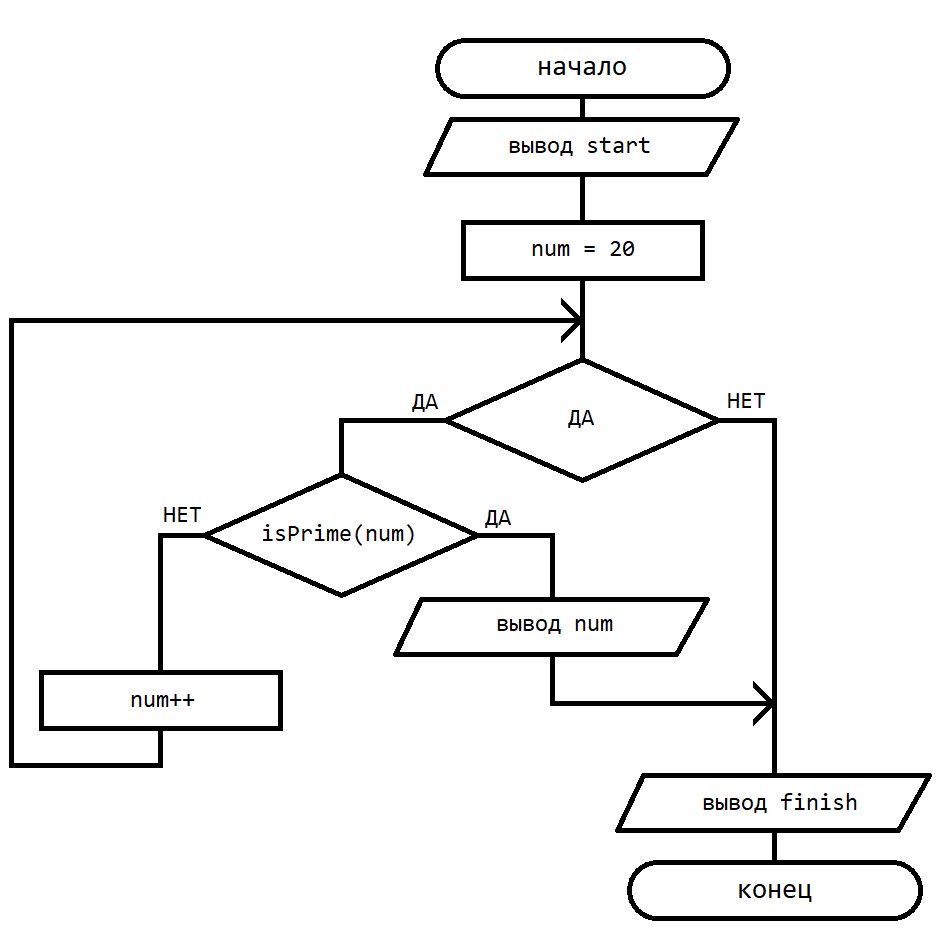 начало
вывод start
num = 20
ДА
НЕТ
ДА
НЕТ
ДА
isPrime(num)
вывод num
num++
вывод finish
конец